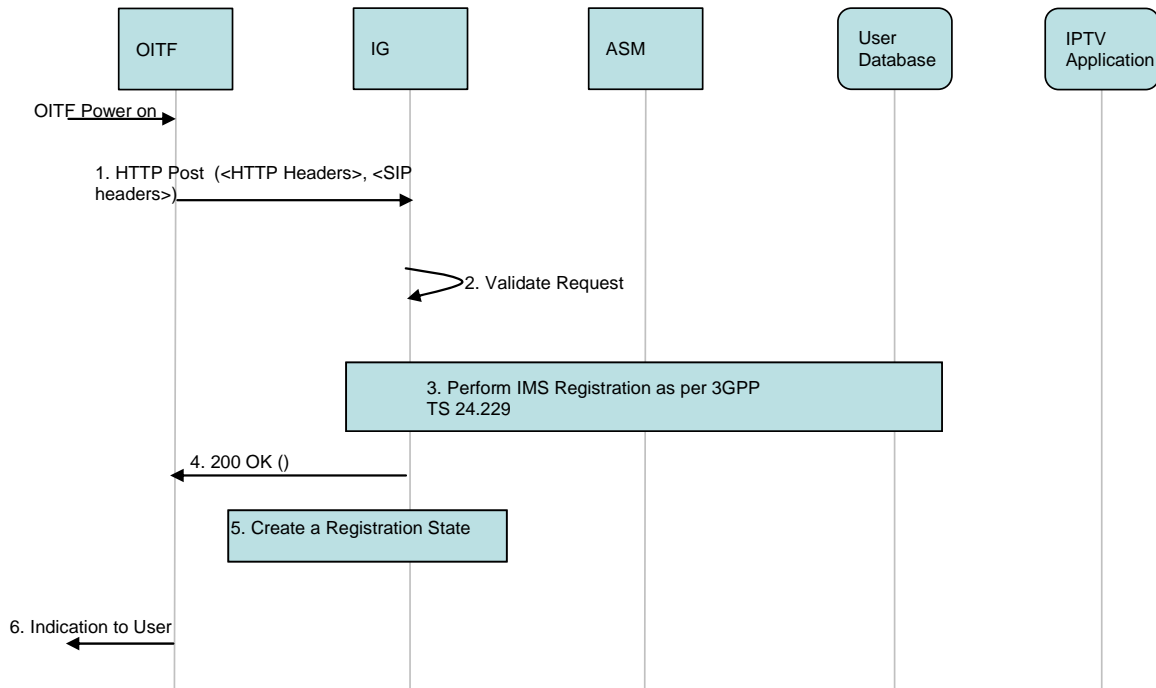 OITF
IG
ASM
User
Database
IPTV
Application
OITF Power on
1. HTTP Post  (<HTTP Headers>, <SIP
headers>)
2. Validate Request
3. Perform IMS Registration as per 3GPP
TS 24.229
4. 200 OK ()
5. Create a Registration State
6. Indication to User